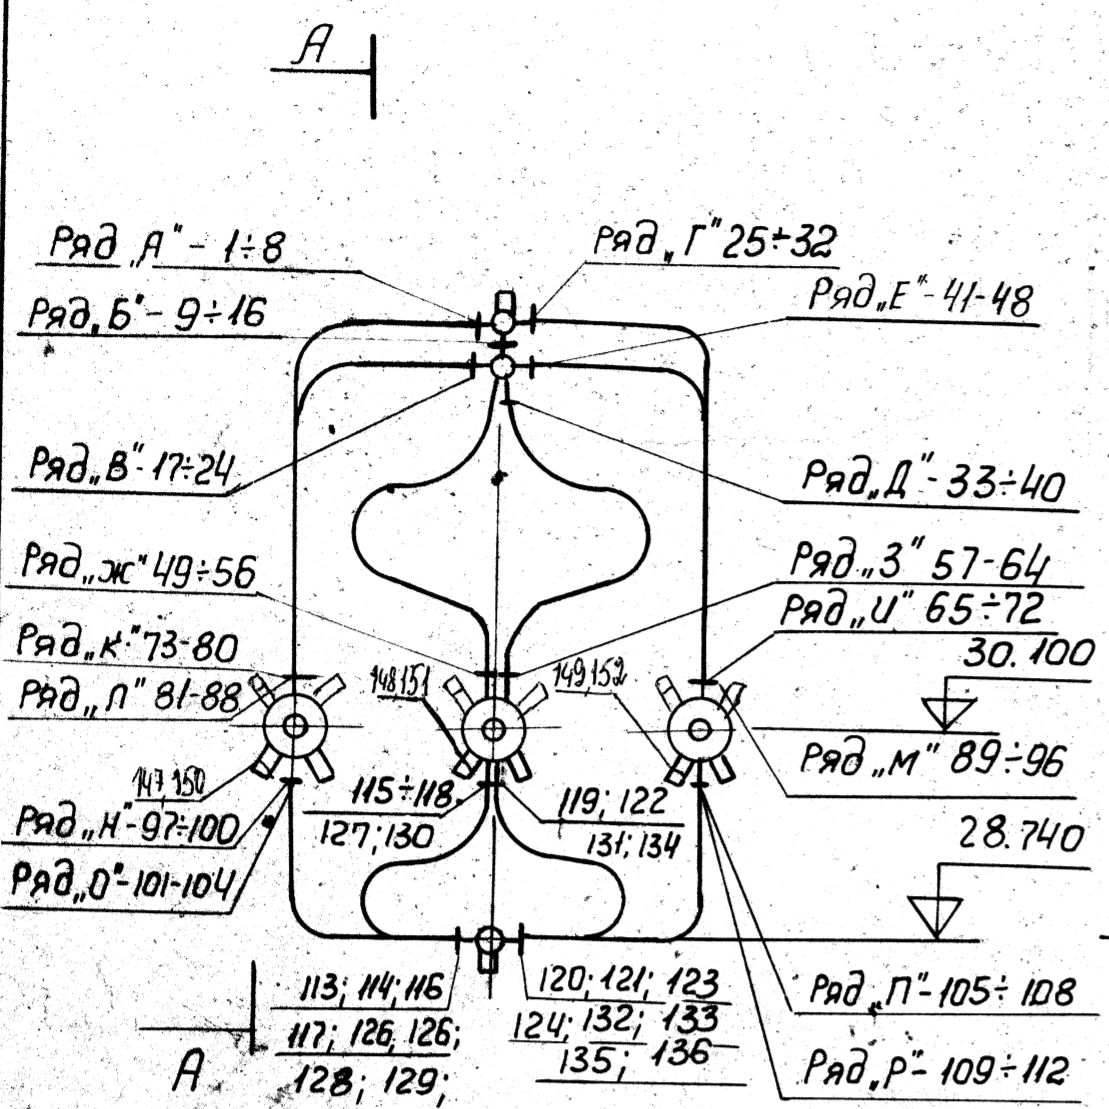 А
Ряд „А" - 1÷8
Ряд „Г" 25÷32
Ряд „Б" - 9÷16
Ряд „Е" - 41-48
Ряд „В" - 17÷24
Ряд „Д" - 33÷40
Ряд „Ж" 49÷56
Ряд „З" 57-64
Ряд „И" 65÷72
Ряд „К" 73-80
30.100
Ряд „Л" 81-88
148 151
149 152
Ряд „М" 89÷96
147 150
115÷118
127; 130
119; 122
131; 134
Ряд „Н" - 97÷100
28.740
Ряд „О" - 101-104
113; 114; 116
117; 126, 126;
128; 129;
120; 121; 123
124; 132; 133
135; 136
Ряд „П" - 105÷108
Ряд „Р" - 109÷112
А